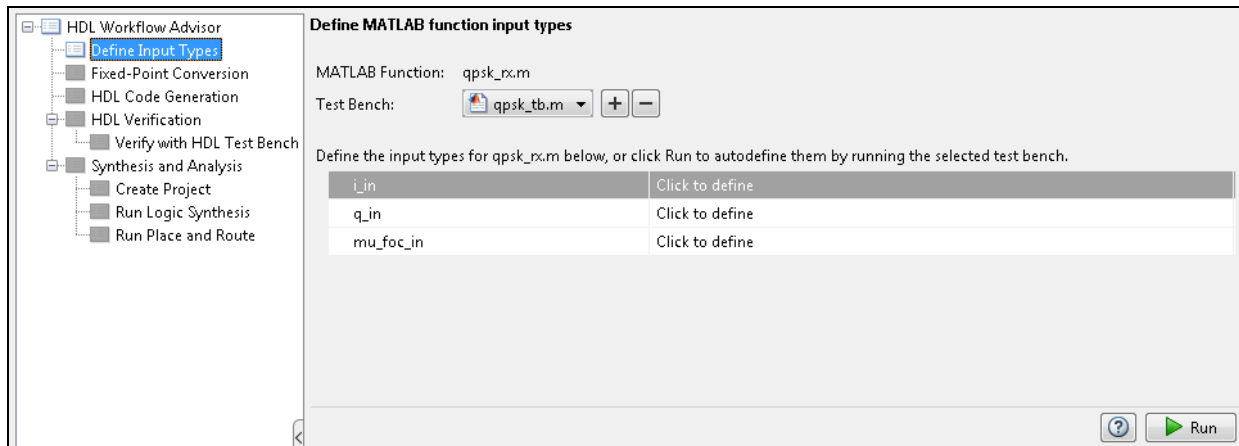 HDL Workflow Advisor
Define Input Types
Fixed-Point Conversion
HDL Code Generation
HDL Verification
Verify with HDL Test Bench
Synthesis and Analysis
Create Project
Run Logic Synthesis
Run Place and Route
Define MATLAB function input types
MATLAB Function: qpsk_rx.m
Test Bench: qpsk_tb.m + −
Define the input types for qpsk_rx.m below, or click Run to autodefine them by running the selected test bench.
i_in Click to define
q_in Click to define
mu_foc_in Click to define
? Run